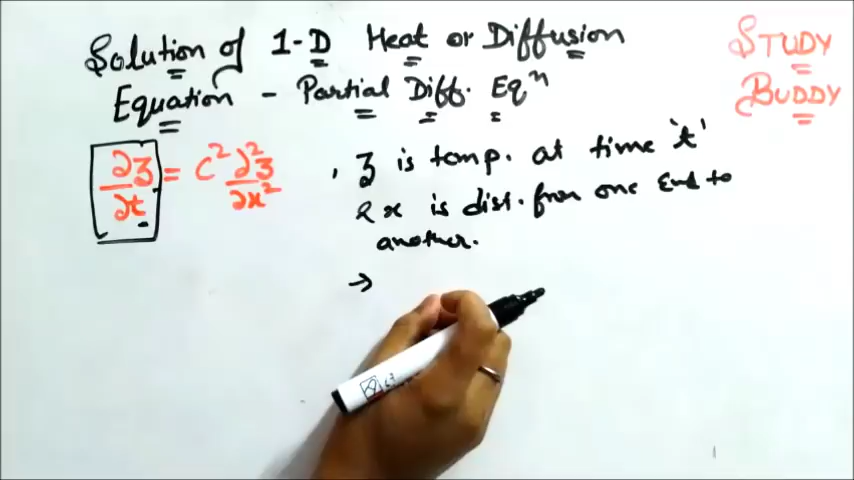 Solution of 1-D Heat or Diffusion
Equation - Partial Diff. Eqⁿ
STUDY
BUDDY
∂z/∂t = C² ∂²z/∂x² , z is temp. at time 't'
& x is dist. from one End to
another.
→